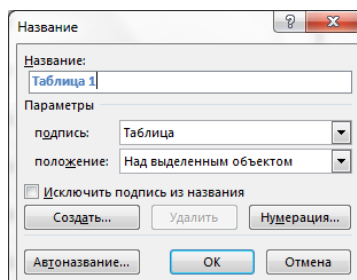 Название
Название:
Таблица 1
Параметры
подпись: Таблица
положение: Над выделенным объектом
Исключить подпись из названия
Создать... Удалить Нумерация...
Автоназвание... ОК Отмена